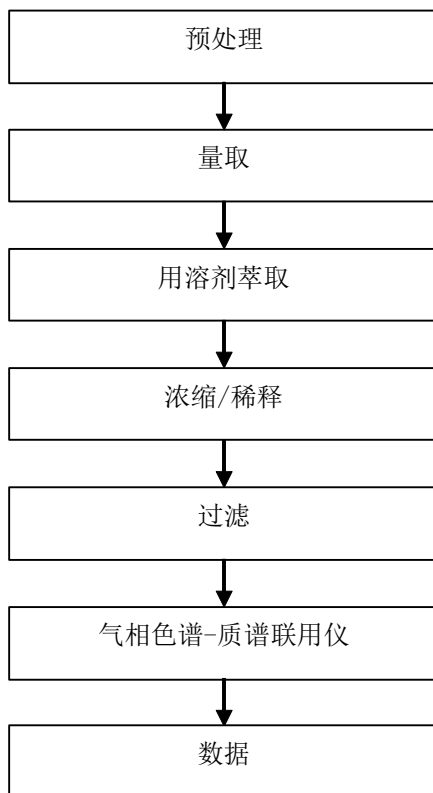 预处理
量取
用溶剂萃取
浓缩/稀释
过滤
气相色谱-质谱联用仪
数据